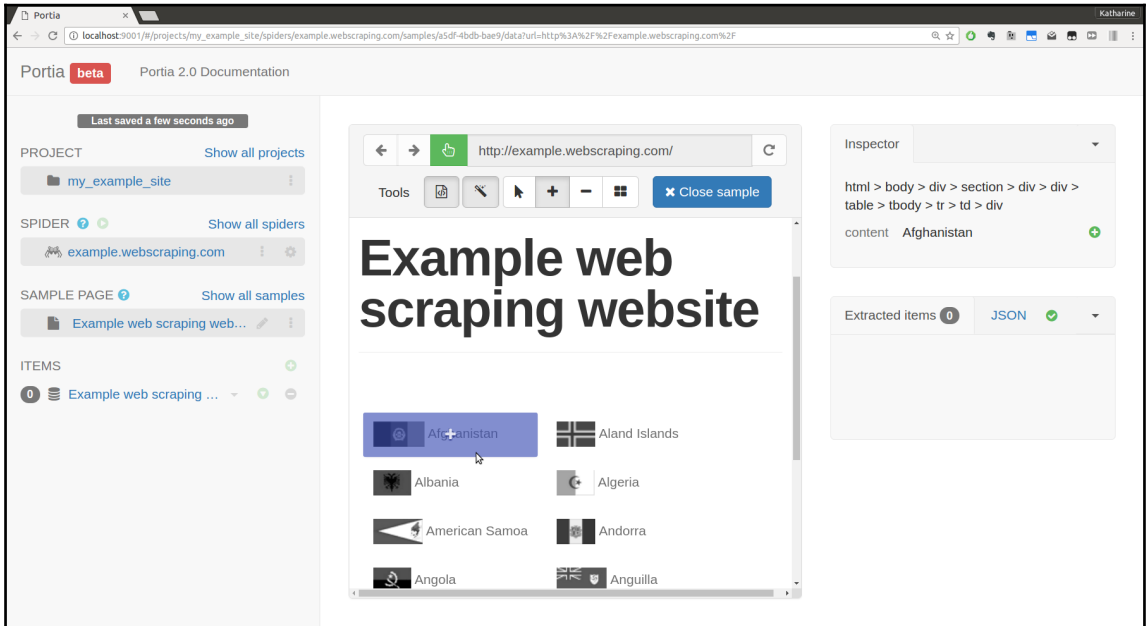 Portia
Katharine
localhost:9001/#/projects/my_example_site/spiders/example.webscraping.com/samples/a5df-4bdb-bae9/data?url=http%3A%2F%2Fexample.webscraping.com%2F
Portia beta Portia 2.0 Documentation
Last saved a few seconds ago
PROJECT Show all projects
my_example_site
SPIDER Show all spiders
example.webscraping.com
SAMPLE PAGE Show all samples
Example web scraping web...
ITEMS
0 Example web scraping ...
http://example.webscraping.com/
Tools Close sample
Example web
scraping website
Afghanistan Aland Islands
Albania Algeria
American Samoa Andorra
Angola Anguilla
Inspector
html > body > div > section > div > div >
table > tbody > tr > td > div
content Afghanistan
Extracted items 0 JSON